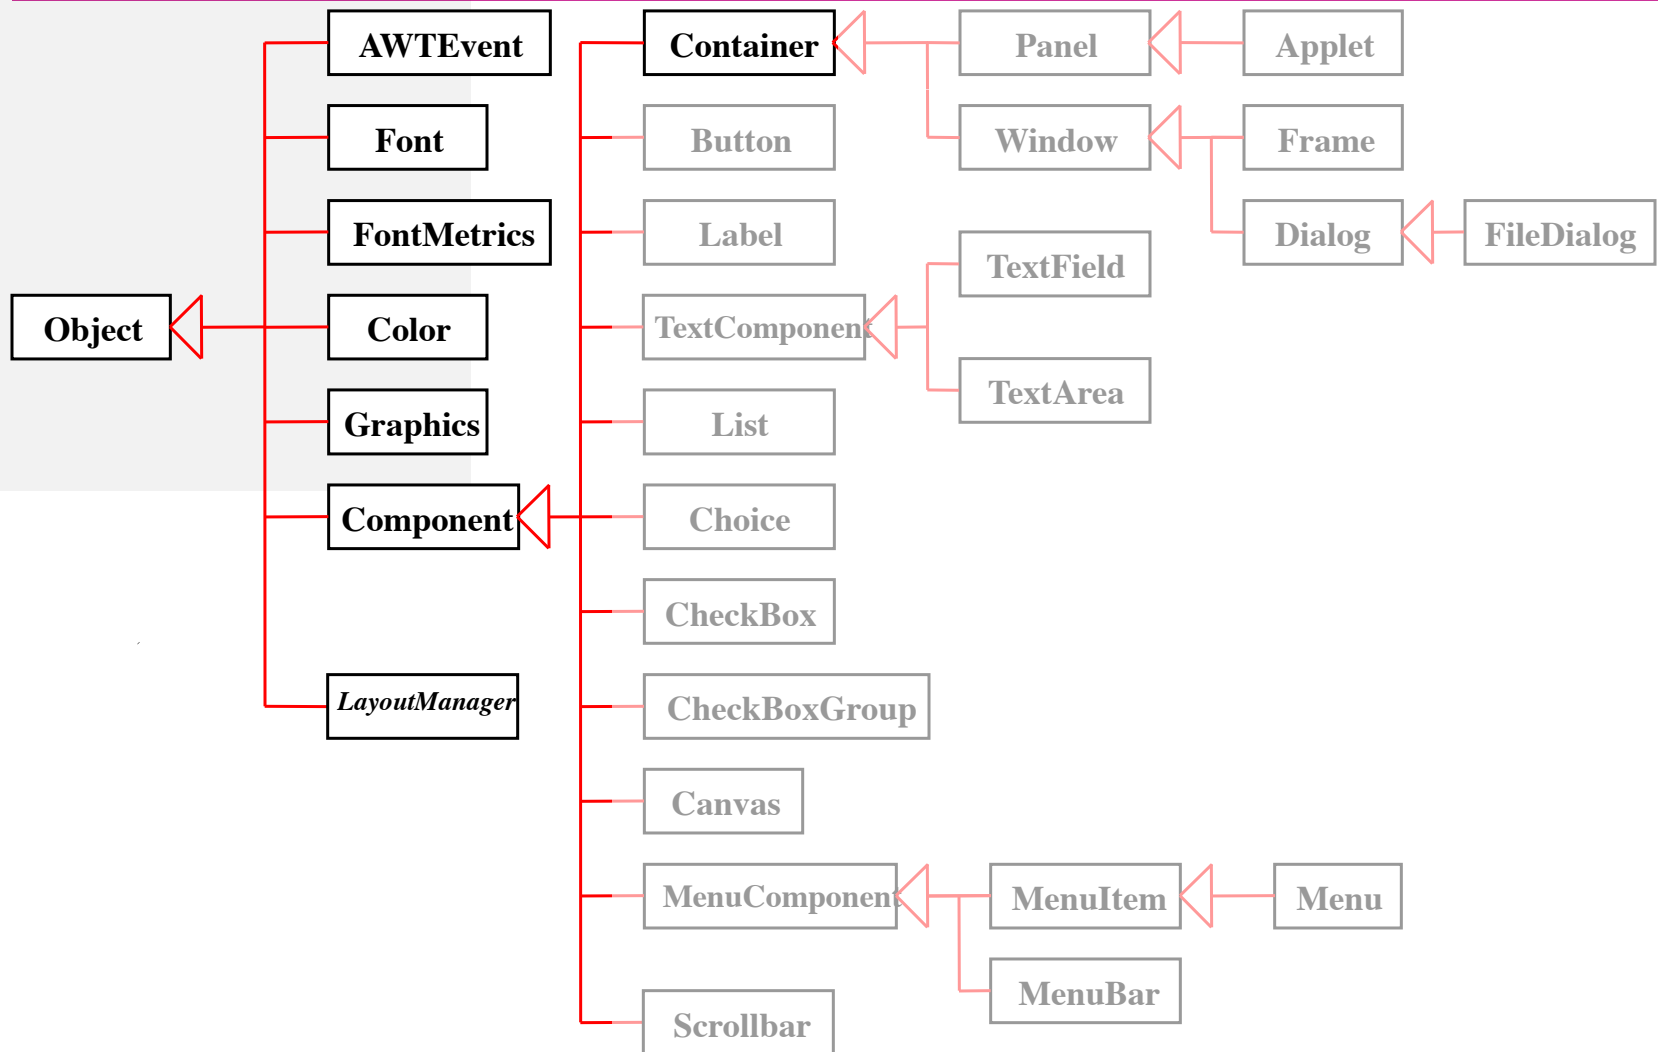 AWTEvent
Container
Panel
Applet
Font
Button
Window
Frame
FontMetrics
Label
Dialog
FileDialog
TextField
Object
Color
TextComponent
TextArea
Graphics
List
Component
Choice
CheckBox
LayoutManager
CheckBoxGroup
Canvas
MenuComponent
MenuItem
Menu
MenuBar
Scrollbar